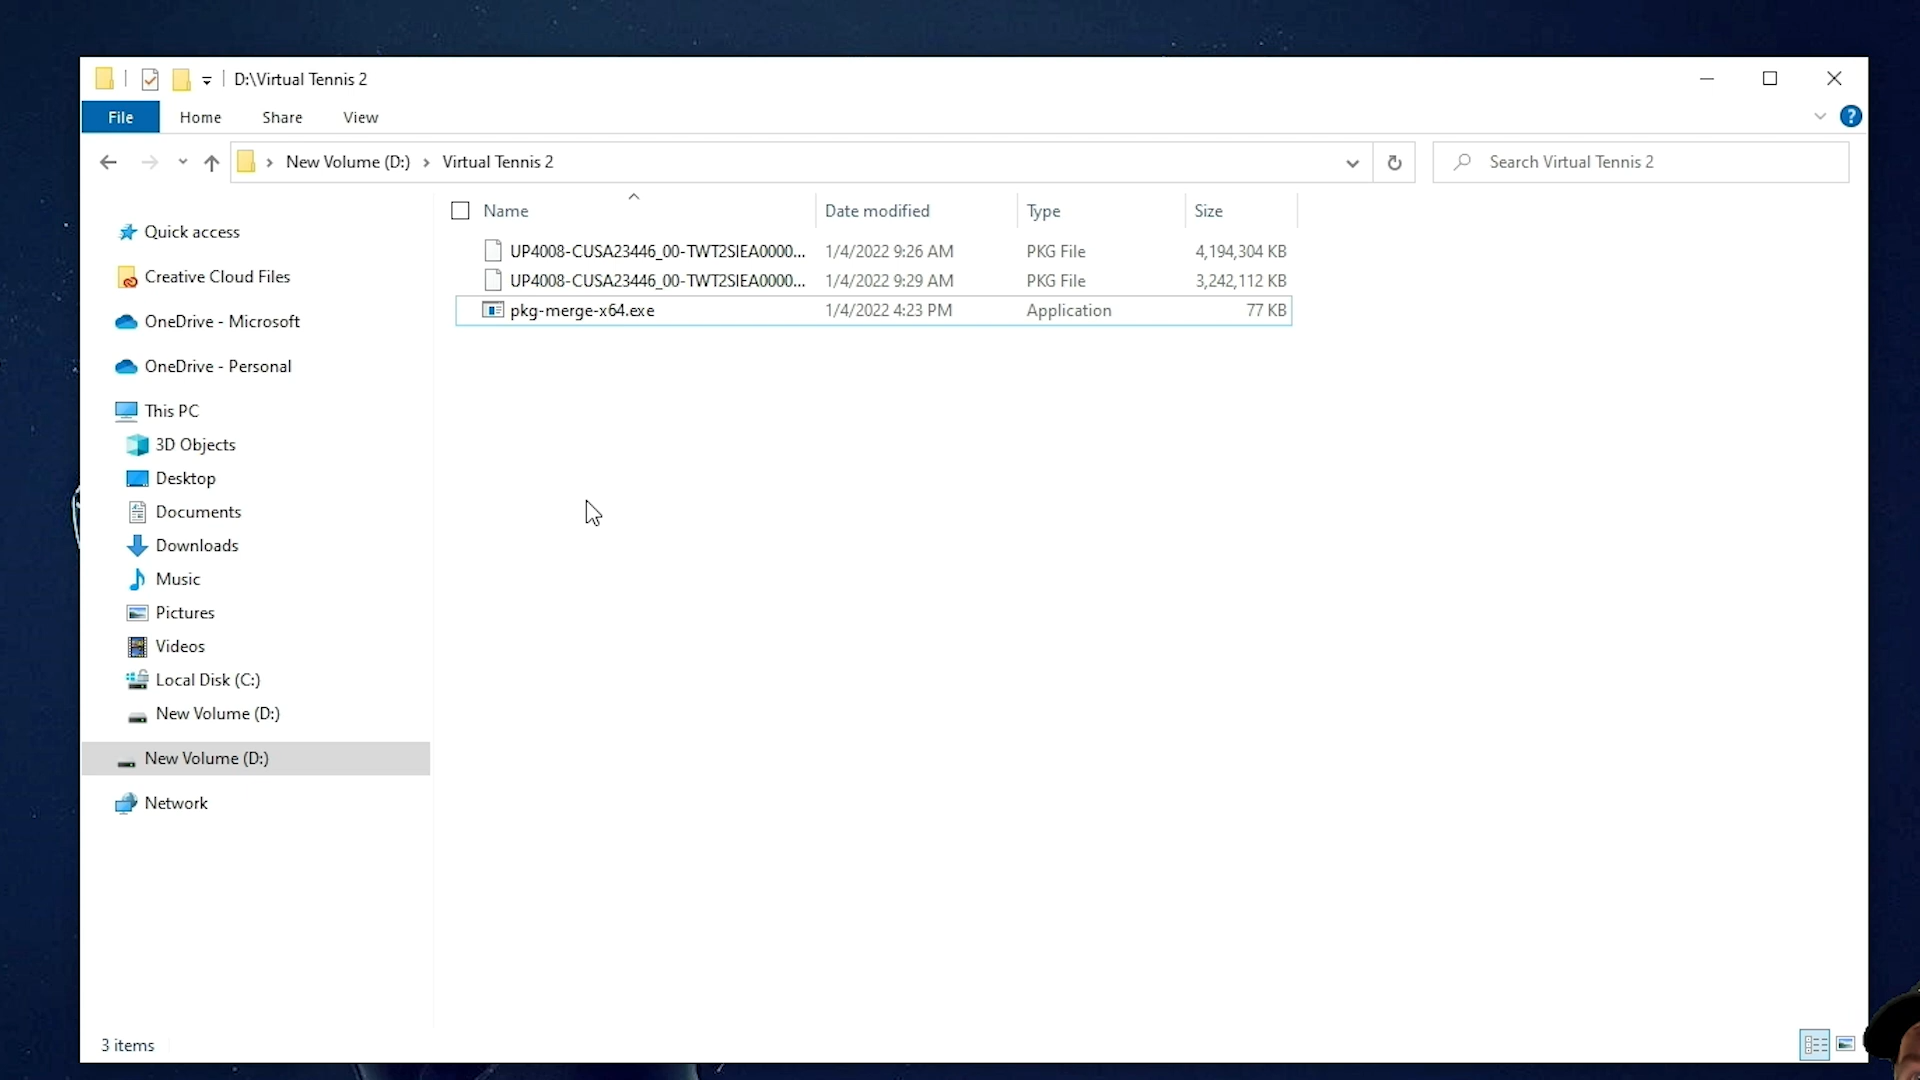 D:\Virtual Tennis 2
File Home Share View
New Volume (D:) Virtual Tennis 2 Search Virtual Tennis 2
Name Date modified Type Size
UP4008-CUSA23446_00-TWT2SIEA0000... 1/4/2022 9:26 AM PKG File 4,194,304 KB
UP4008-CUSA23446_00-TWT2SIEA0000... 1/4/2022 9:29 AM PKG File 3,242,112 KB
pkg-merge-x64.exe 1/4/2022 4:23 PM Application 77 KB
Quick access
Creative Cloud Files
OneDrive - Microsoft
OneDrive - Personal
This PC
3D Objects
Desktop
Documents
Downloads
Music
Pictures
Videos
Local Disk (C:)
New Volume (D:)
New Volume (D:)
Network
3 items